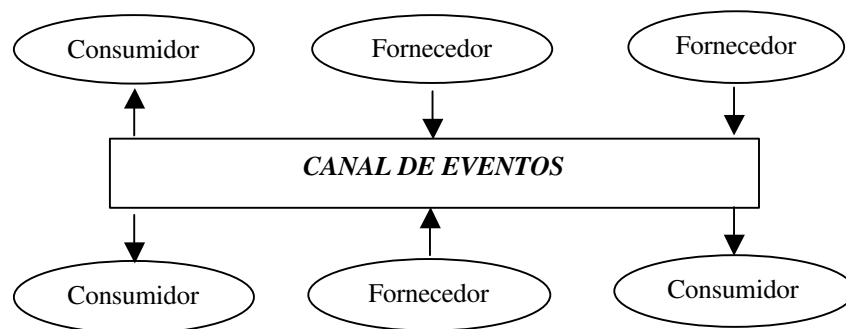 Consumidor
Fornecedor
Fornecedor
CANAL DE EVENTOS
Consumidor
Fornecedor
Consumidor